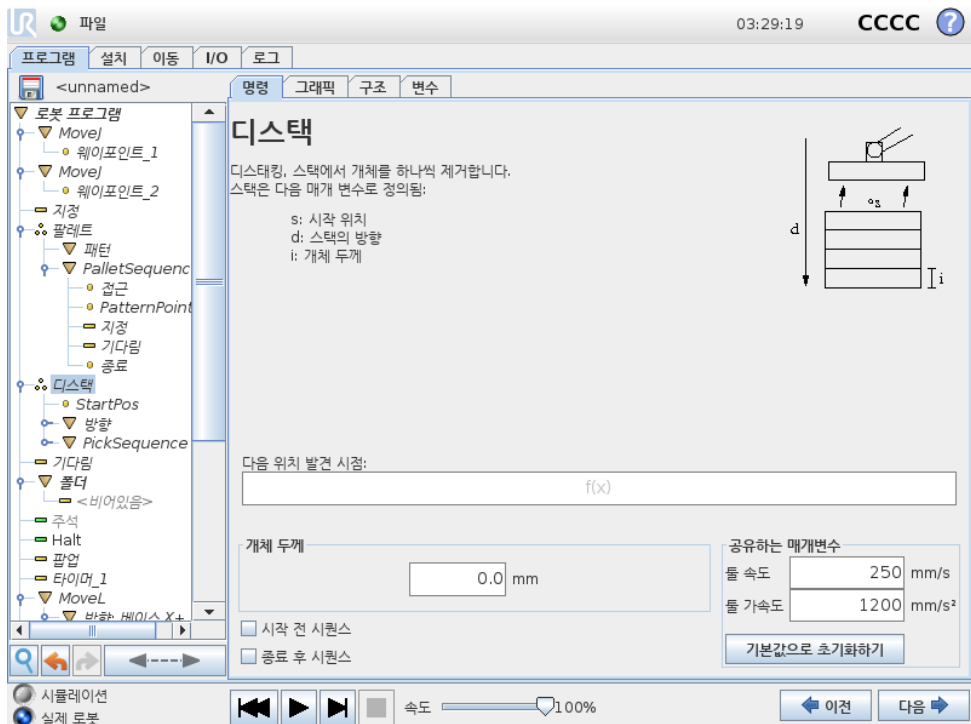 UR 파일 03:29:19 CCCC ?
프로그램 설치 이동 I/O 로그
<unnamed>
명령 그래픽 구조 변수
로봇 프로그램
MoveJ
웨이포인트_1
MoveJ
웨이포인트_2
지정
팔레트
패턴
PalletSequenc
접근
PatternPoint
지정
기다림
종료
디스택
StartPos
방향
PickSequence
기다림
폴더
<비어있음>
주석
Halt
팝업
타이머_1
MoveL
방향: 베이스 X+
디스택
디스태킹, 스택에서 개체를 하나씩 제거합니다.
스택은 다음 매개 변수로 정의됨:
s: 시작 위치
d: 스택의 방향
i: 개체 두께
s
d
i
다음 위치 발견 시점:
f(x)
개체 두께
0.0 mm
공유하는 매개변수
툴 속도 250 mm/s
툴 가속도 1200 mm/s²
기본값으로 초기화하기
시작 전 시퀀스
종료 후 시퀀스
시뮬레이션
실제 로봇
속도 100%
이전 다음